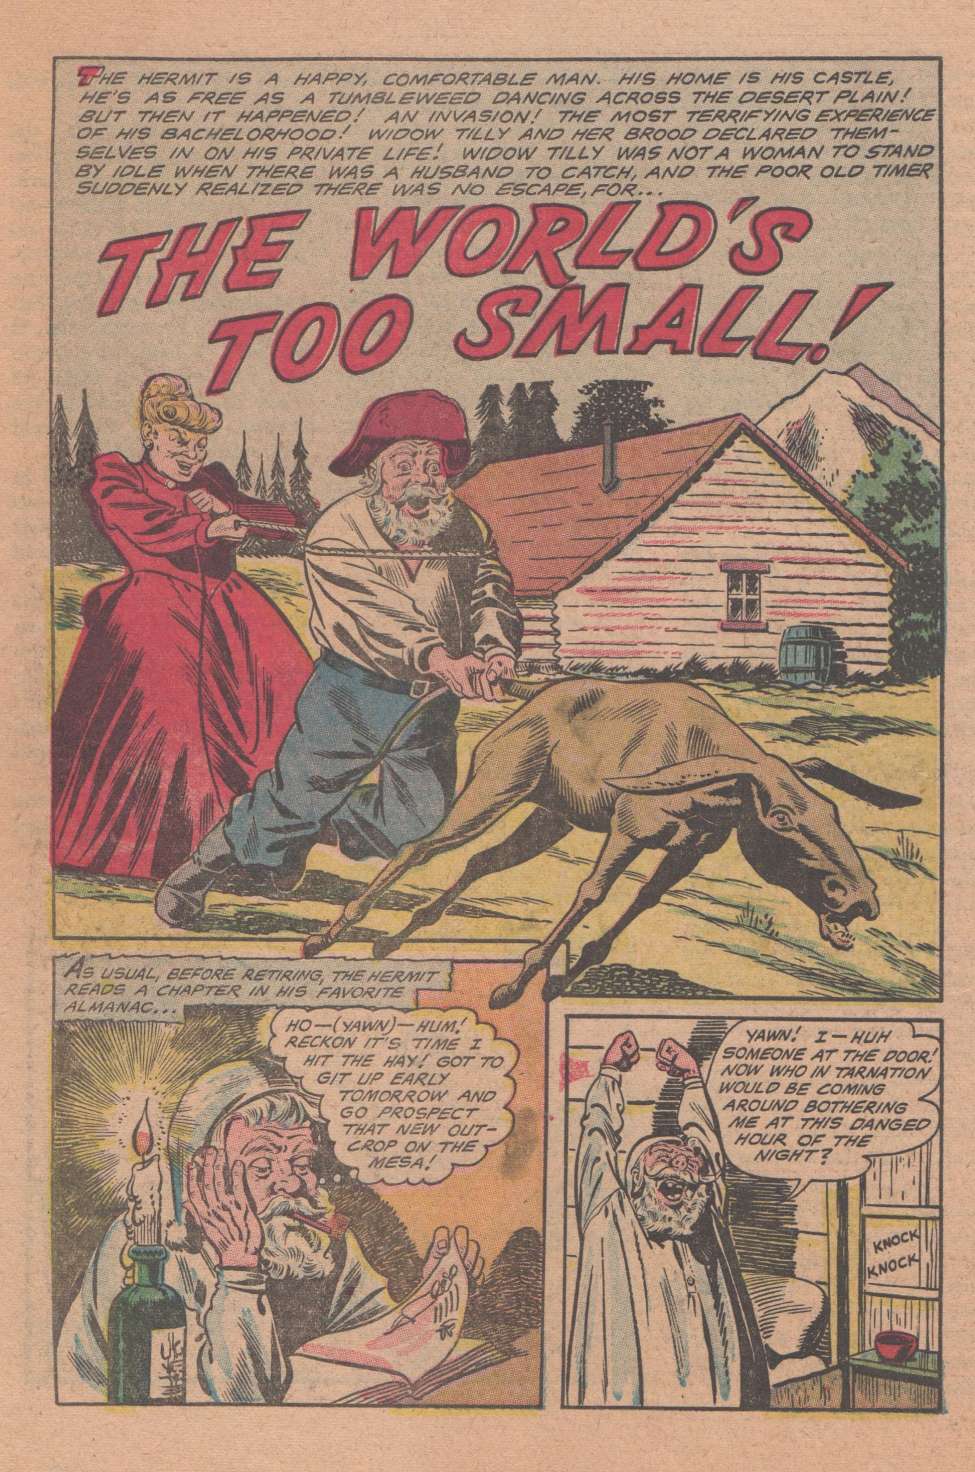 THE HERMIT IS A HAPPY, COMFORTABLE MAN. HIS HOME IS HIS CASTLE,
HE'S AS FREE AS A TUMBLEWEED DANCING ACROSS THE DESERT PLAIN!
BUT THEN IT HAPPENED! AN INVASION! THE MOST TERRIFYING EXPERIENCE
OF HIS BACHELORHOOD! WIDOW TILLY AND HER BROOD DECLARED THEM-
SELVES IN ON HIS PRIVATE LIFE! WIDOW TILLY WAS NOT A WOMAN TO STAND
BY IDLE WHEN THERE WAS A HUSBAND TO CATCH, AND THE POOR OLD TIMER
SUDDENLY REALIZED THERE WAS NO ESCAPE, FOR...
THE WORLD'S
TOO SMALL!
AS USUAL, BEFORE RETIRING, THE HERMIT
READS A CHAPTER IN HIS FAVORITE
ALMANAC...
HO-(YAWN)-HUM!
RECKON IT'S TIME I
HIT THE HAY! GOT TO
GIT UP EARLY
TOMORROW AND
GO PROSPECT
THAT NEW OUT-
CROP ON THE
MESA!
YAWN! I-HUH
SOMEONE AT THE DOOR!
NOW WHO IN TARNATION
WOULD BE COMING
AROUND BOTHERING
ME AT THIS DANGED
HOUR OF THE
NIGHT?
KNOCK
KNOCK